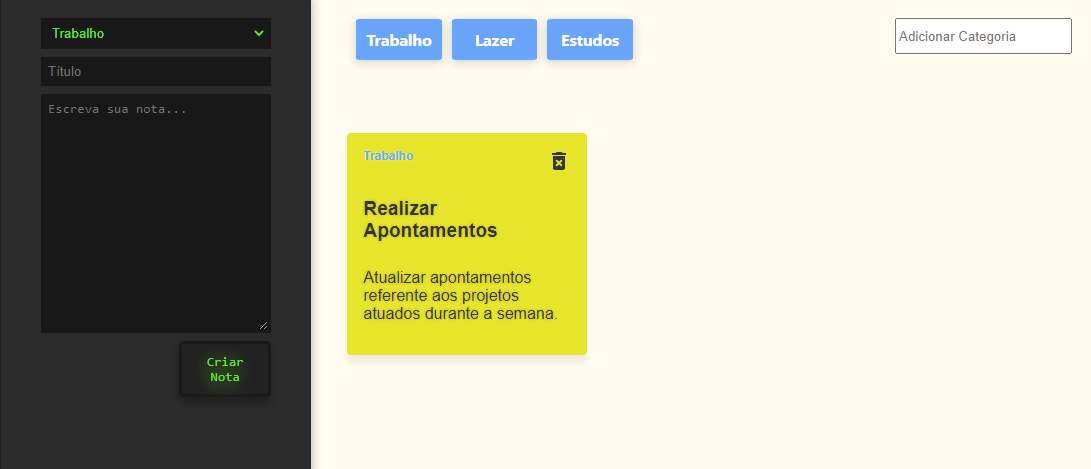 Trabalho
Título
Escreva sua nota...
Criar
Nota
Trabalho
Lazer
Estudos
Adicionar Categoria
Trabalho
Realizar
Apontamentos
Atualizar apontamentos
referente aos projetos
atuados durante a semana.